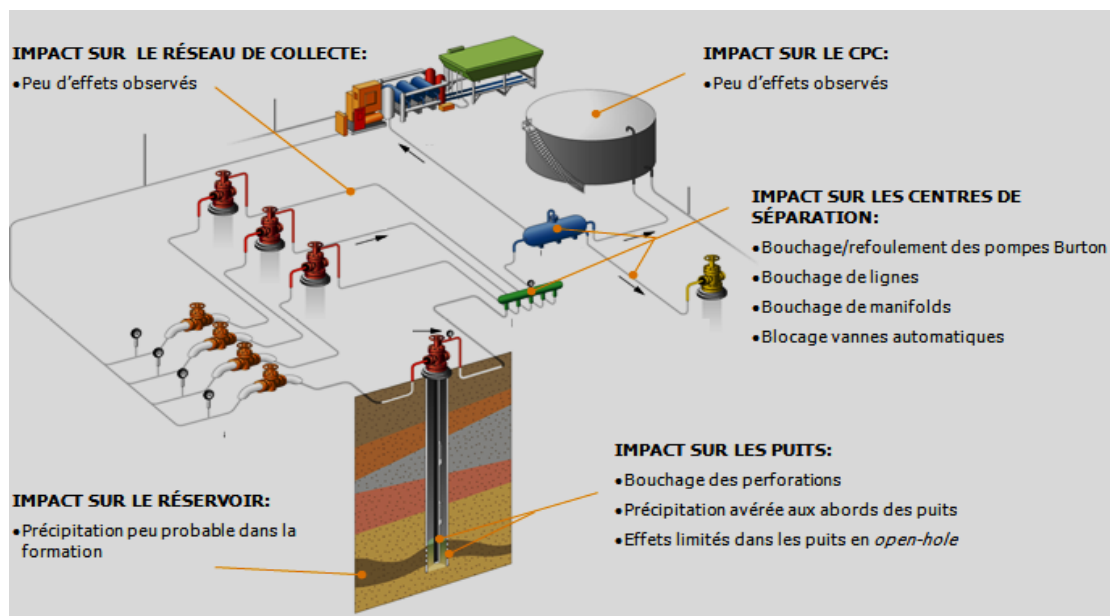 IMPACT SUR LE RÉSEAU DE COLLECTE:
•Peu d'effets observés
IMPACT SUR LE CPC:
•Peu d'effets observés
IMPACT SUR LES CENTRES DE
SÉPARATION:
•Bouchage/refoulement des pompes Burton
•Bouchage de lignes
•Bouchage de manifolds
•Blocage vannes automatiques
IMPACT SUR LES PUITS:
•Bouchage des perforations
•Précipitation avérée aux abords des puits
•Effets limités dans les puits en open-hole
IMPACT SUR LE RÉSERVOIR:
•Précipitation peu probable dans la
formation